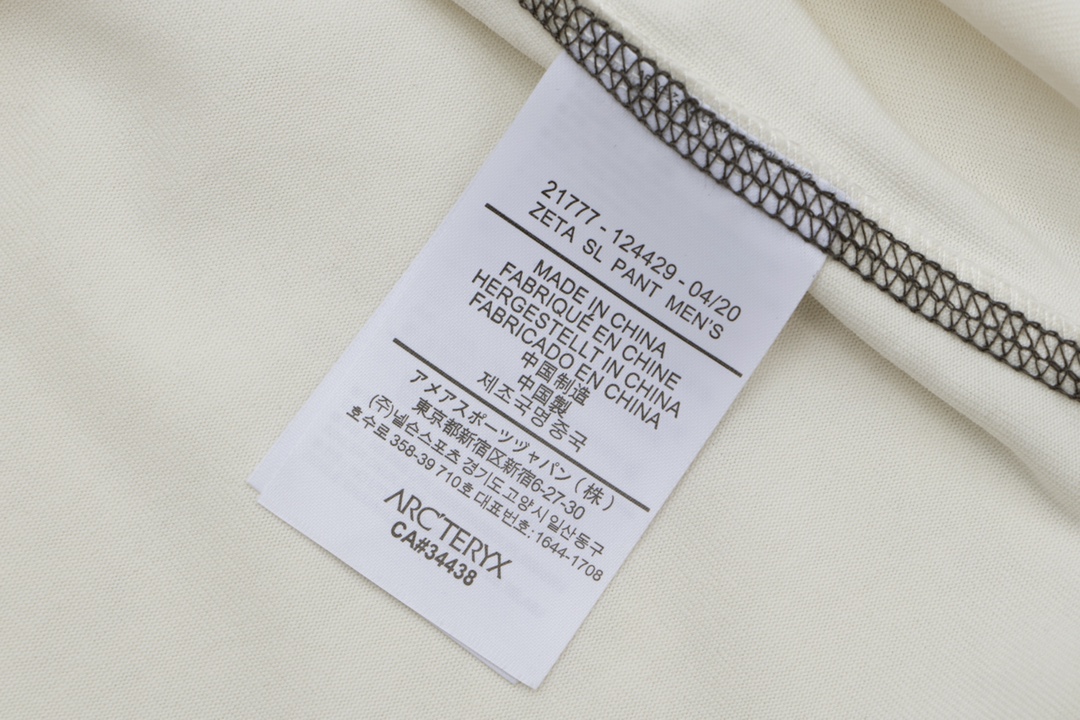 21777 - 124429 - 04/20
ZETA SL PANT MEN'S
MADE IN CHINA
FABRIQUÉ EN CHINE
HERGESTELLT IN CHINA
FABRICADO EN CHINA
中国制造
中国製
제조국명중국
アメアスポーツヅャパン（株）
東京都新宿区新宿6-27-30
(주)넬슨스포츠 경기도 고양시 일산동구
호수로 358-39 710호 대표번호: 1644-1708
ARC'TERYX
CA#34438